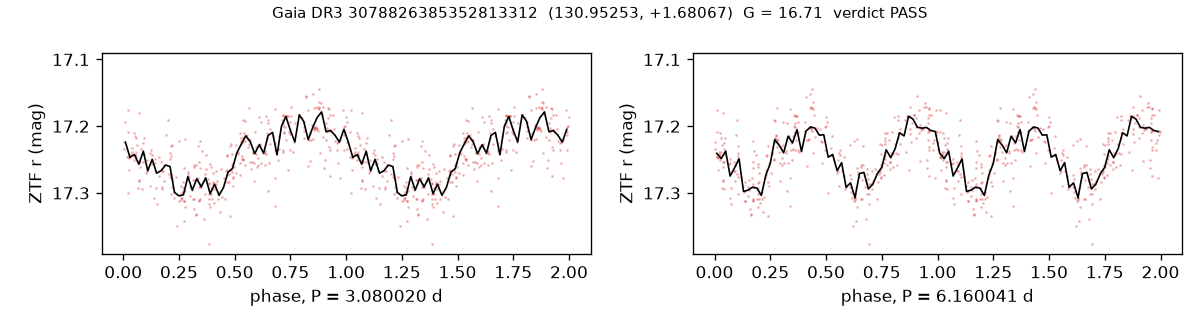 Gaia DR3 3078826385352813312  (130.95253, +1.68067)  G = 16.71  verdict PASS
ZTF r (mag)
17.1
17.2
17.3
0.00 0.25 0.50 0.75 1.00 1.25 1.50 1.75 2.00
phase, P = 3.080020 d
ZTF r (mag)
17.1
17.2
17.3
0.00 0.25 0.50 0.75 1.00 1.25 1.50 1.75 2.00
phase, P = 6.160041 d